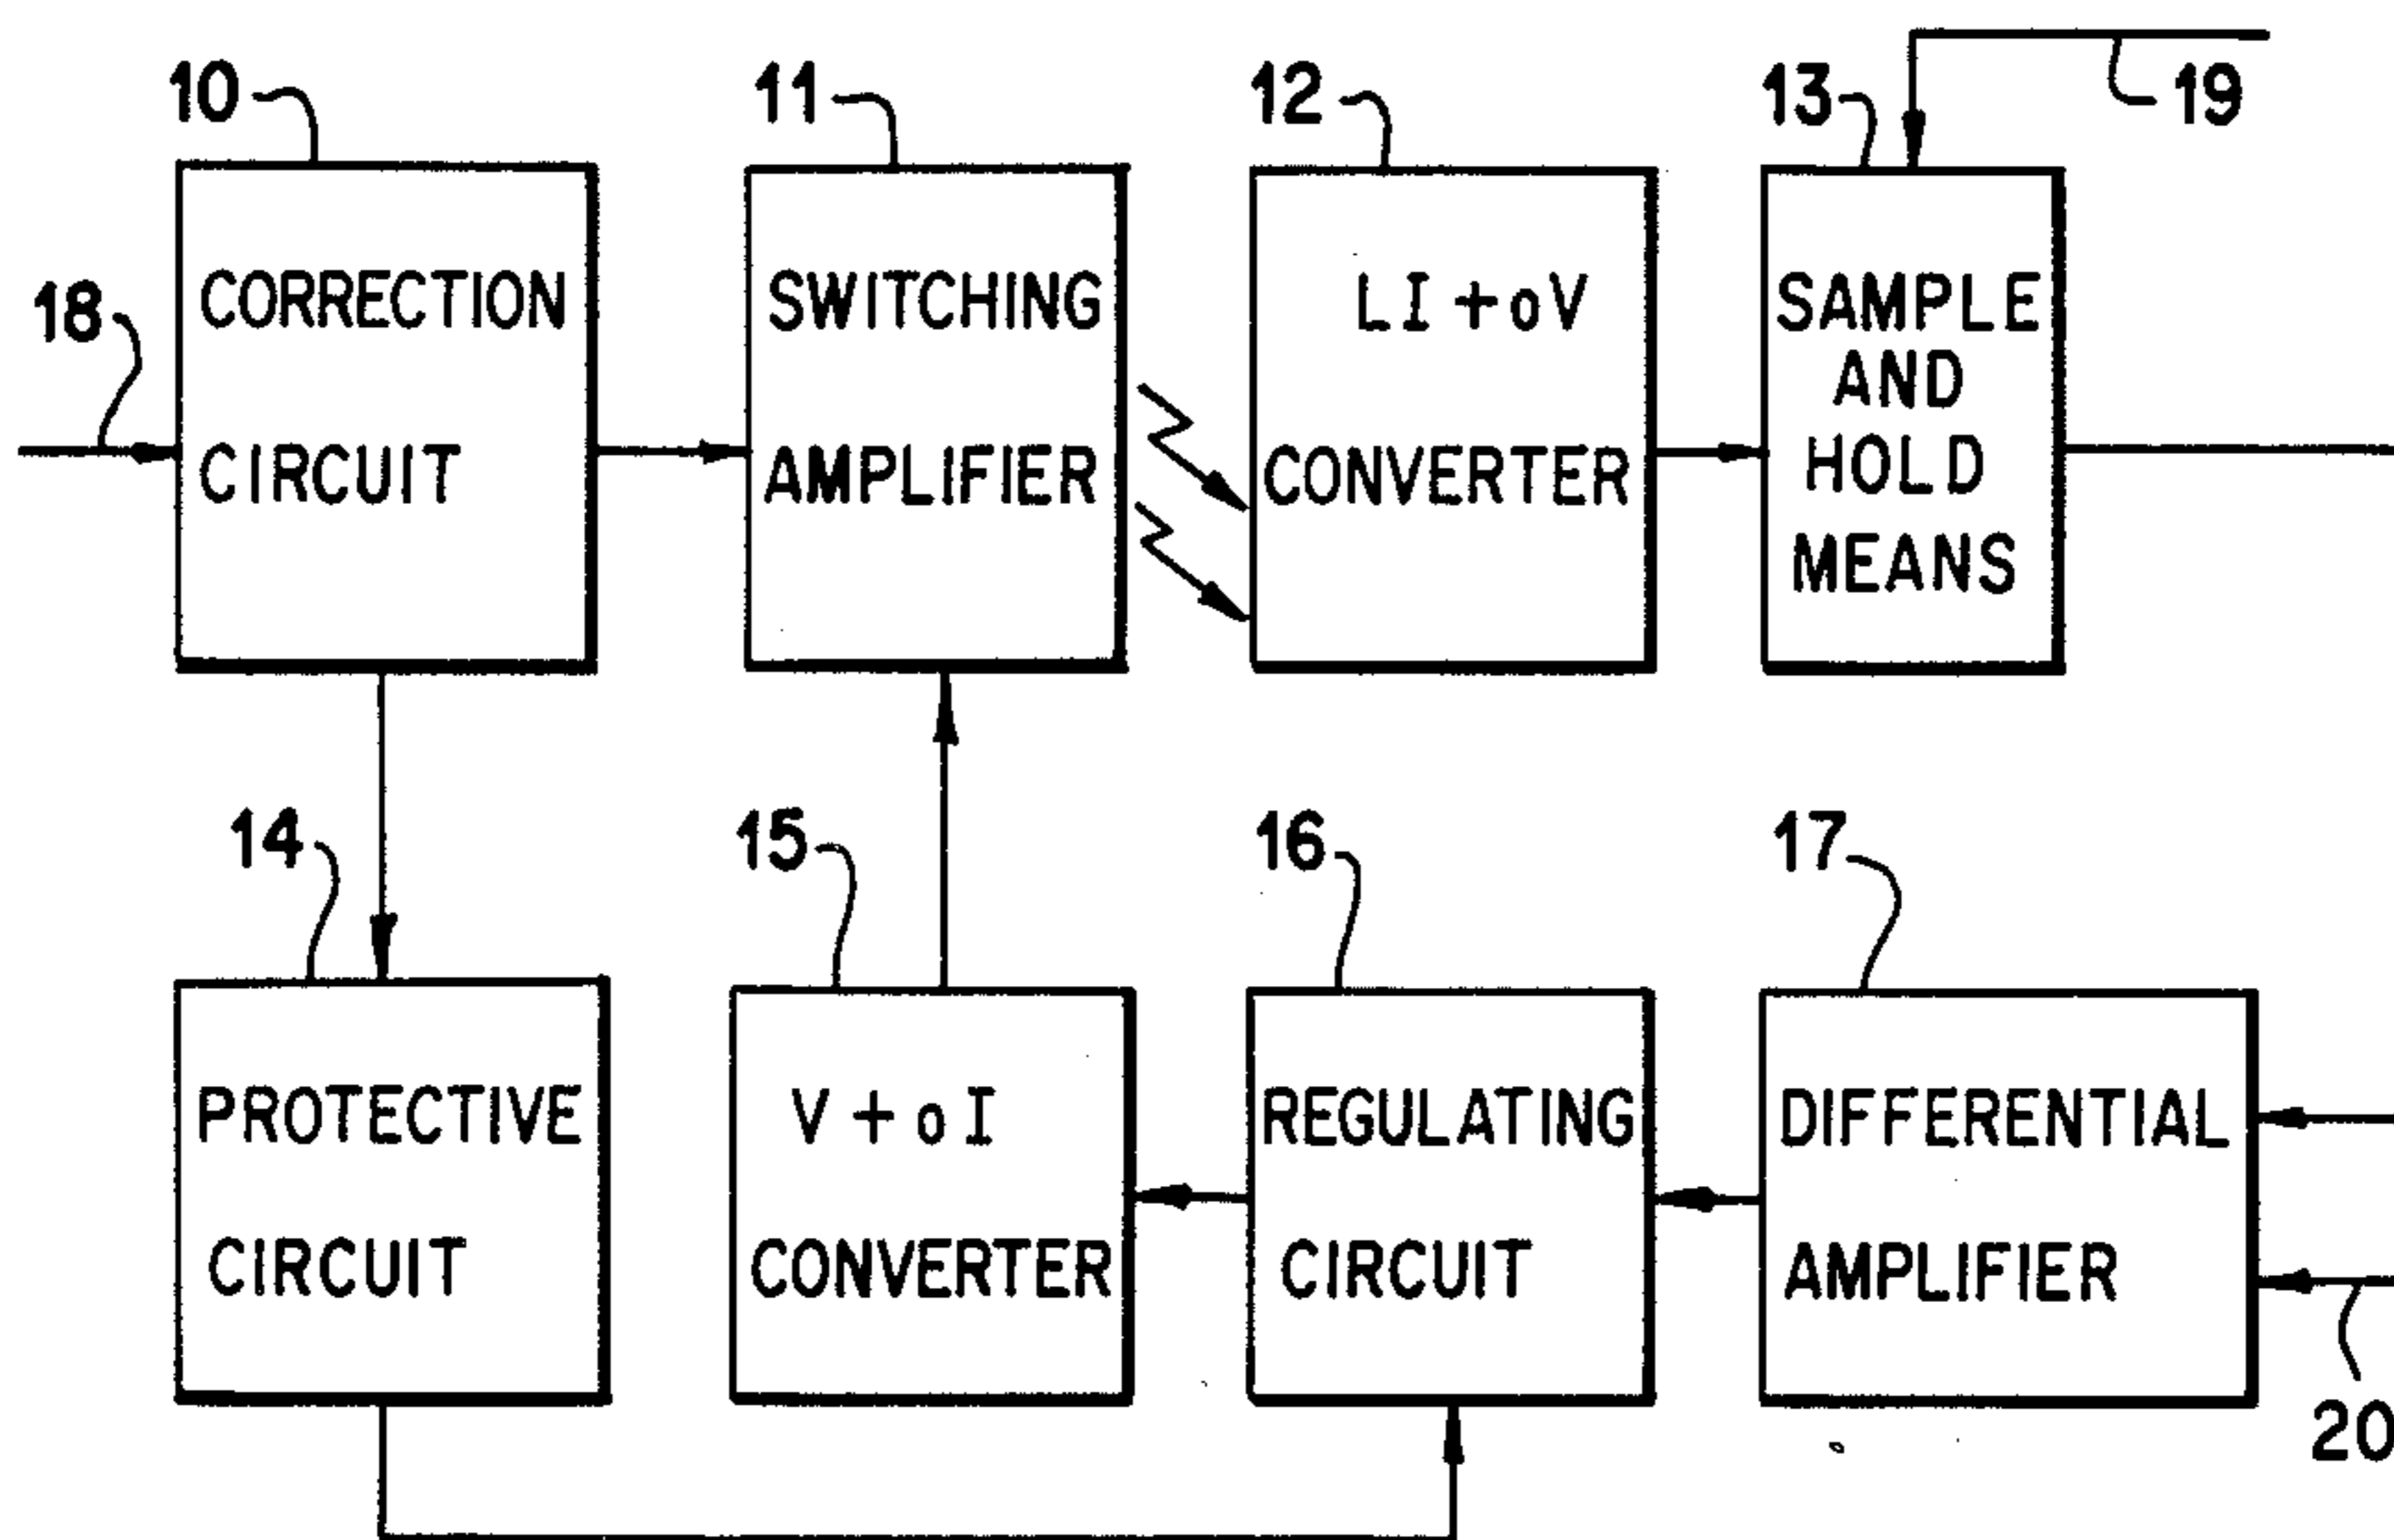 10
11
12
13
19
18
CORRECTION
CIRCUIT
SWITCHING
AMPLIFIER
LI + o V
CONVERTER
SAMPLE
AND
HOLD
MEANS
14
15
16
17
PROTECTIVE
CIRCUIT
V + o I
CONVERTER
REGULATING
CIRCUIT
DIFFERENTIAL
AMPLIFIER
20